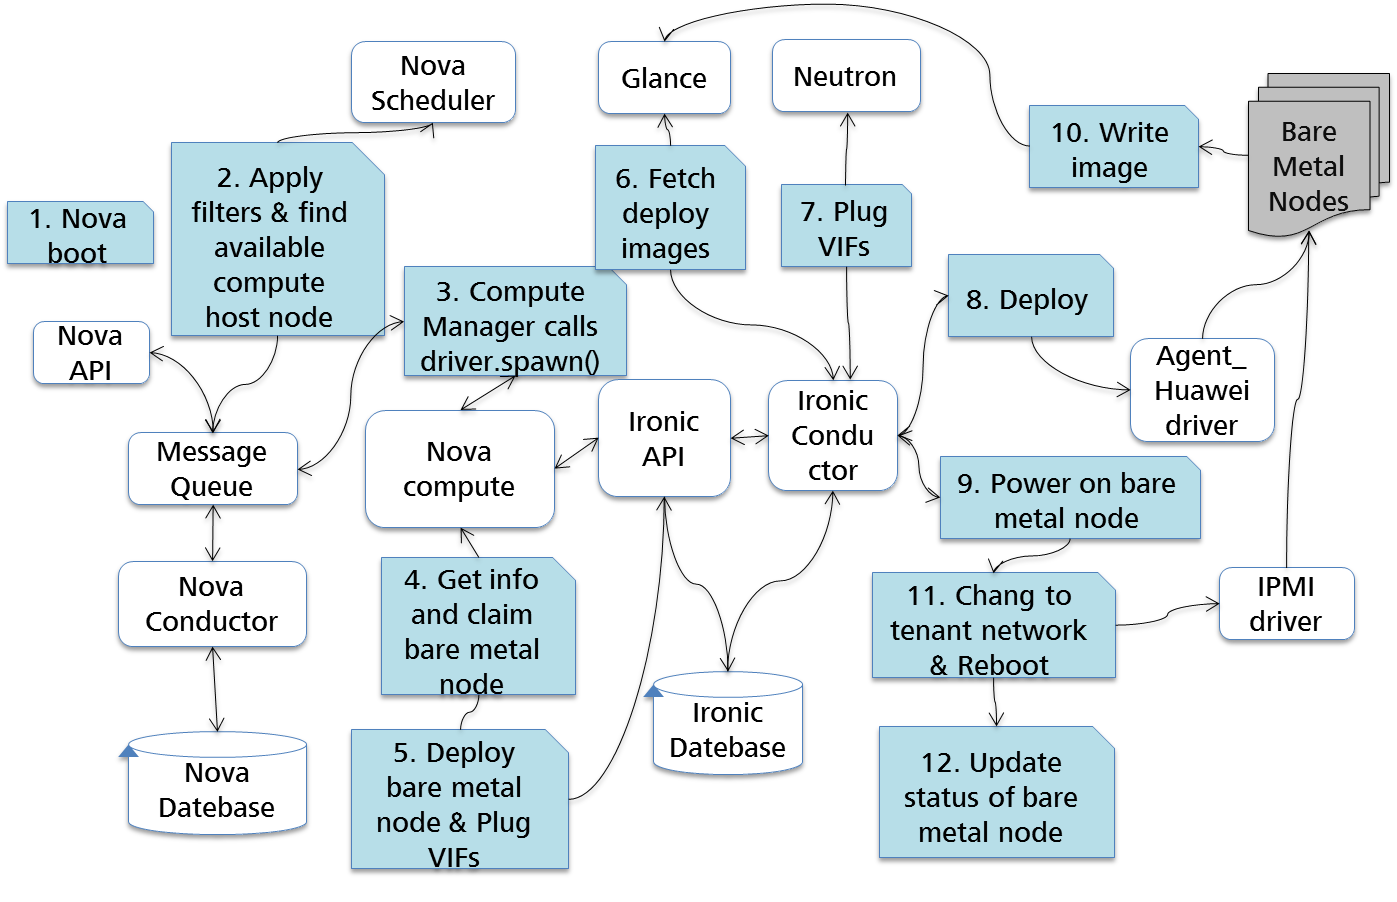 Nova
Scheduler
Glance
Neutron
10. Write
image
Bare
Metal
Nodes
1. Nova
boot
2. Apply
filters & find
available
compute
host node
6. Fetch
deploy
images
7. Plug
VIFs
3. Compute
Manager calls
driver.spawn()
8. Deploy
Nova
API
Agent_
Huawei
driver
Message
Queue
Nova
compute
Ironic
API
Ironic
Condu
ctor
9. Power on bare
metal node
Nova
Conductor
4. Get info
and claim
bare metal
node
11. Chang to
tenant network
& Reboot
IPMI
driver
Nova
Datebase
5. Deploy
bare metal
node & Plug
VIFs
Ironic
Datebase
12. Update
status of bare
metal node